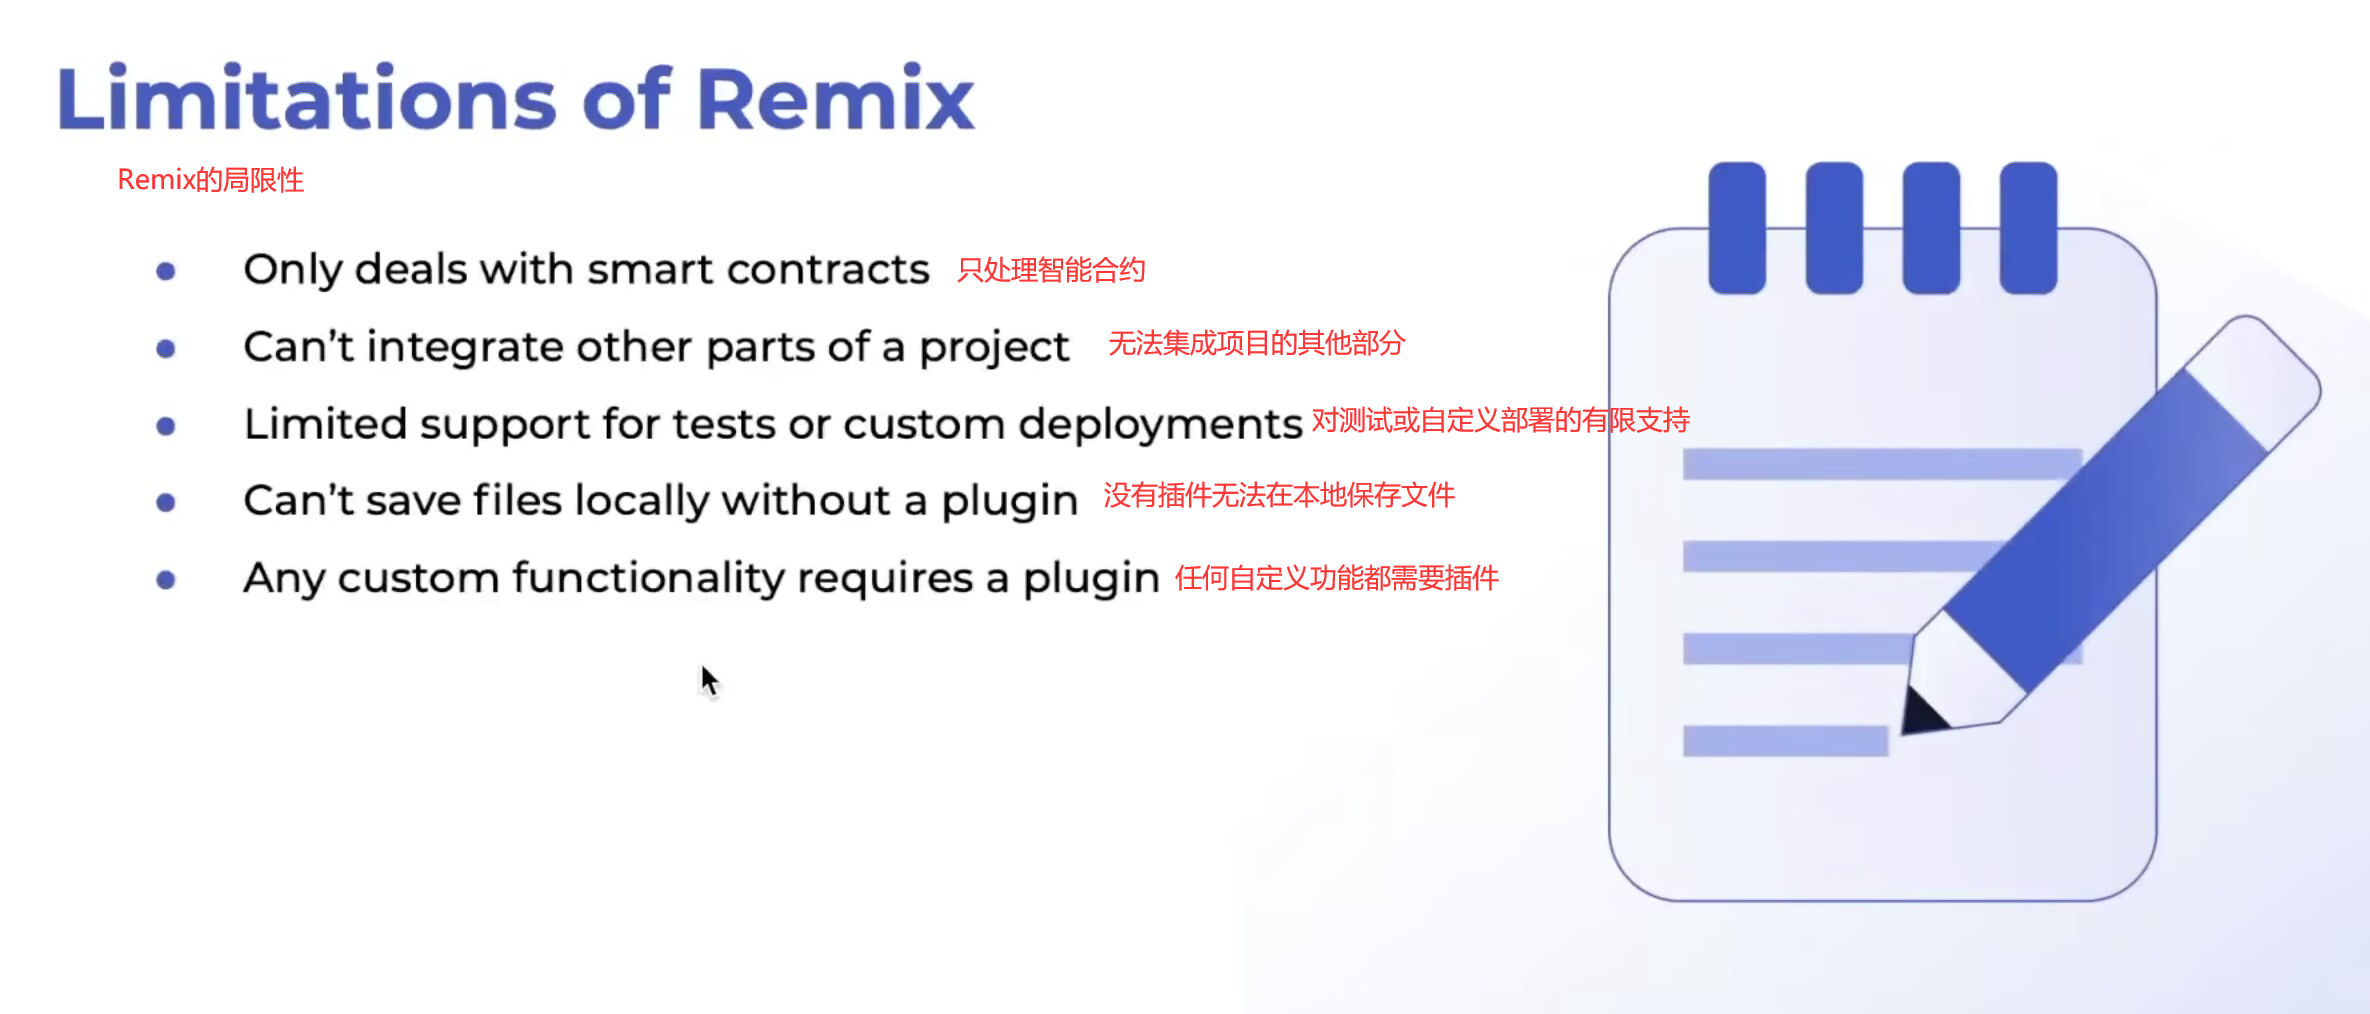 Limitations of Remix
Remix的局限性
Only deals with smart contracts 只处理智能合约
Can't integrate other parts of a project 无法集成项目的其他部分
Limited support for tests or custom deployments 对测试或自定义部署的有限支持
Can't save files locally without a plugin 没有插件无法在本地保存文件
Any custom functionality requires a plugin 任何自定义功能都需要插件